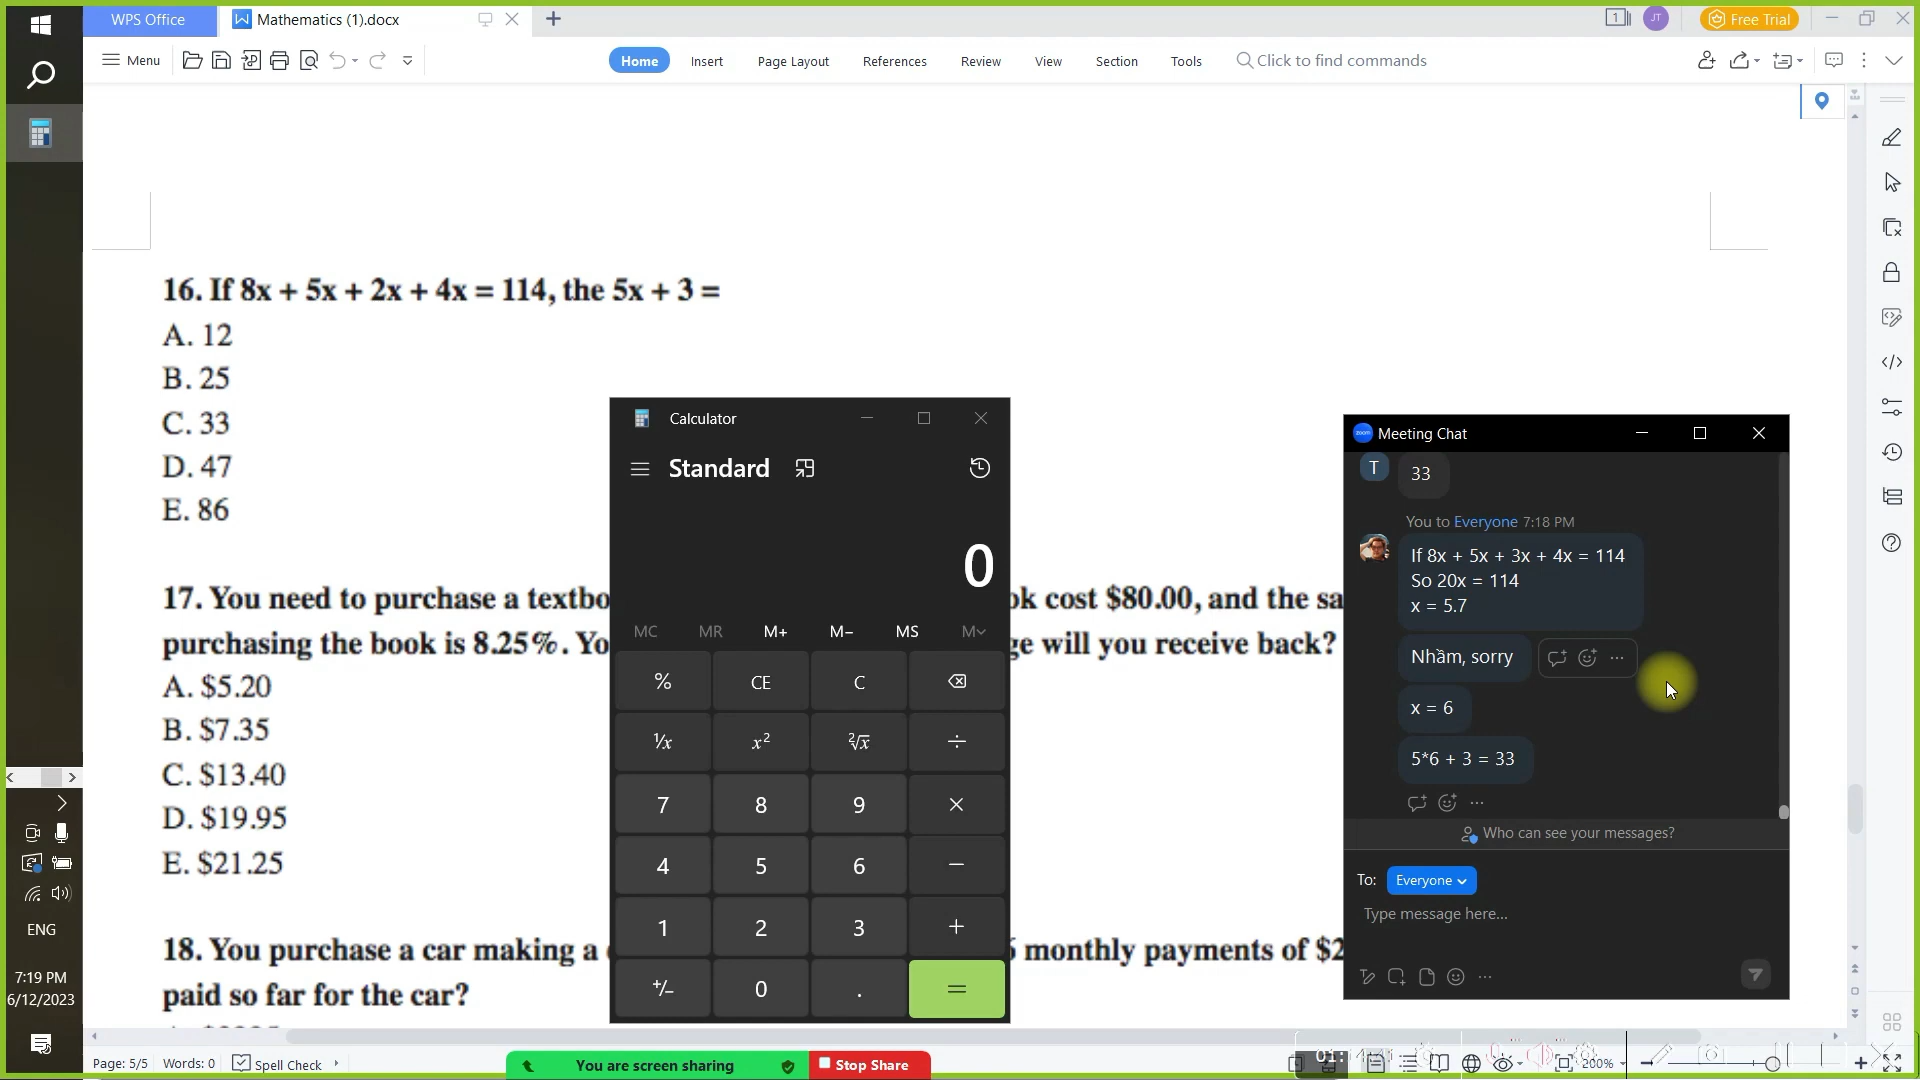 WPS Office
Mathematics (1).docx
1
JT
Free Trial
Menu
Home
Insert
Page Layout
References
Review
View
Section
Tools
Click to find commands
16. If 8x + 5x + 2x + 4x = 114, the 5x + 3 =
A. 12
B. 25
C. 33
D. 47
E. 86
17. You need to purchase a textbo
ok cost $80.00, and the sa
purchasing the book is 8.25%. Yo
ge will you receive back?
A. $5.20
B. $7.35
C. $13.40
D. $19.95
E. $21.25
18. You purchase a car making a
monthly payments of $2
paid so far for the car?
Calculator
Standard
0
MC
MR
M+
M−
MS
M
%
CE
C
⅟x
x²
²√x
÷
7
8
9
×
4
5
6
−
1
2
3
+
+/−
0
.
=
zoom
Meeting Chat
T
33
You to Everyone 7:18 PM
If 8x + 5x + 3x + 4x = 114
So 20x = 114
x = 5.7
Nhầm, sorry
x = 6
5*6 + 3 = 33
Who can see your messages?
To:
Everyone
Type message here...
ENG
7:19 PM
6/12/2023
Page: 5/5
Words: 0
Spell Check
You are screen sharing
Stop Share
200%